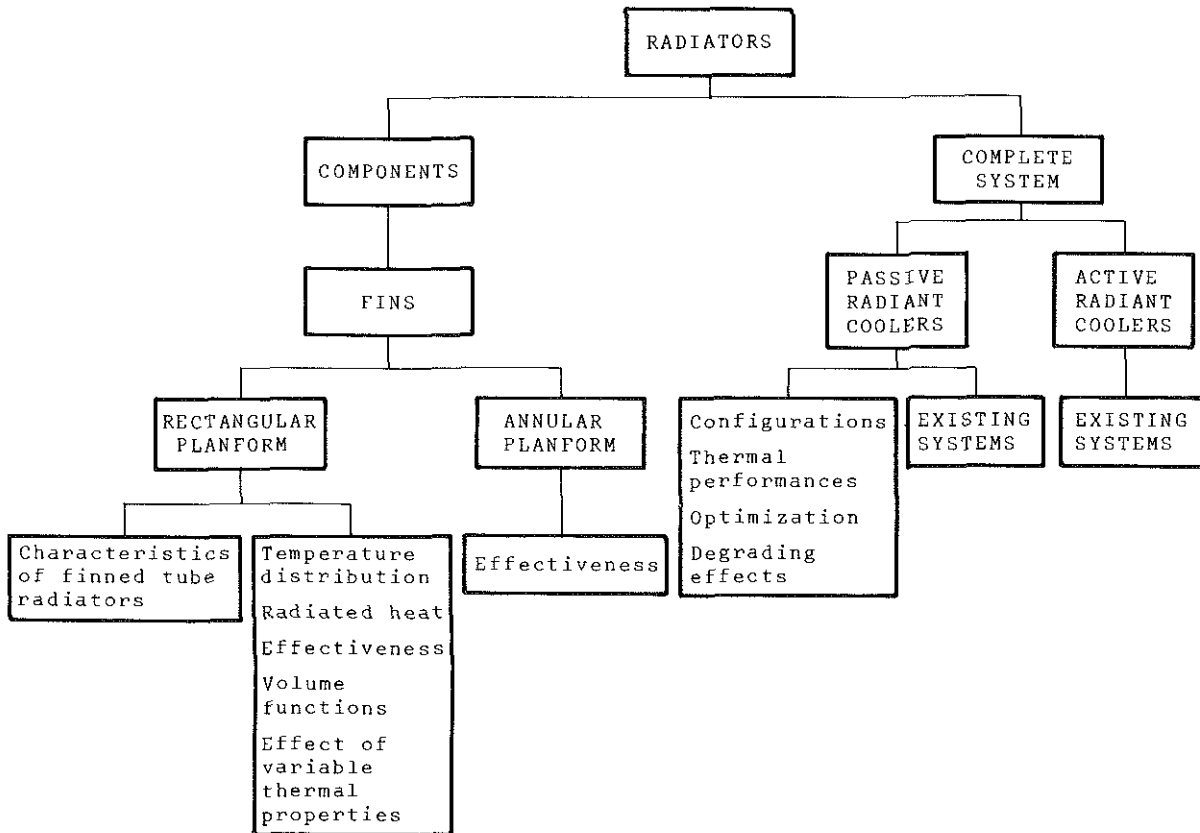 RADIATORS
COMPONENTS
COMPLETE
SYSTEM
FINS
PASSIVE
RADIANT
COOLERS
ACTIVE
RADIANT
COOLERS
RECTANGULAR
PLANFORM
ANNULAR
PLANFORM
Configurations
Thermal
performances
Optimization
Degrading
effects
EXISTING
SYSTEMS
EXISTING
SYSTEMS
Characteristics
of finned tube
radiators
Temperature
distribution
Radiated heat
Effectiveness
Volume
functions
Effect of
variable
thermal
properties
Effectiveness